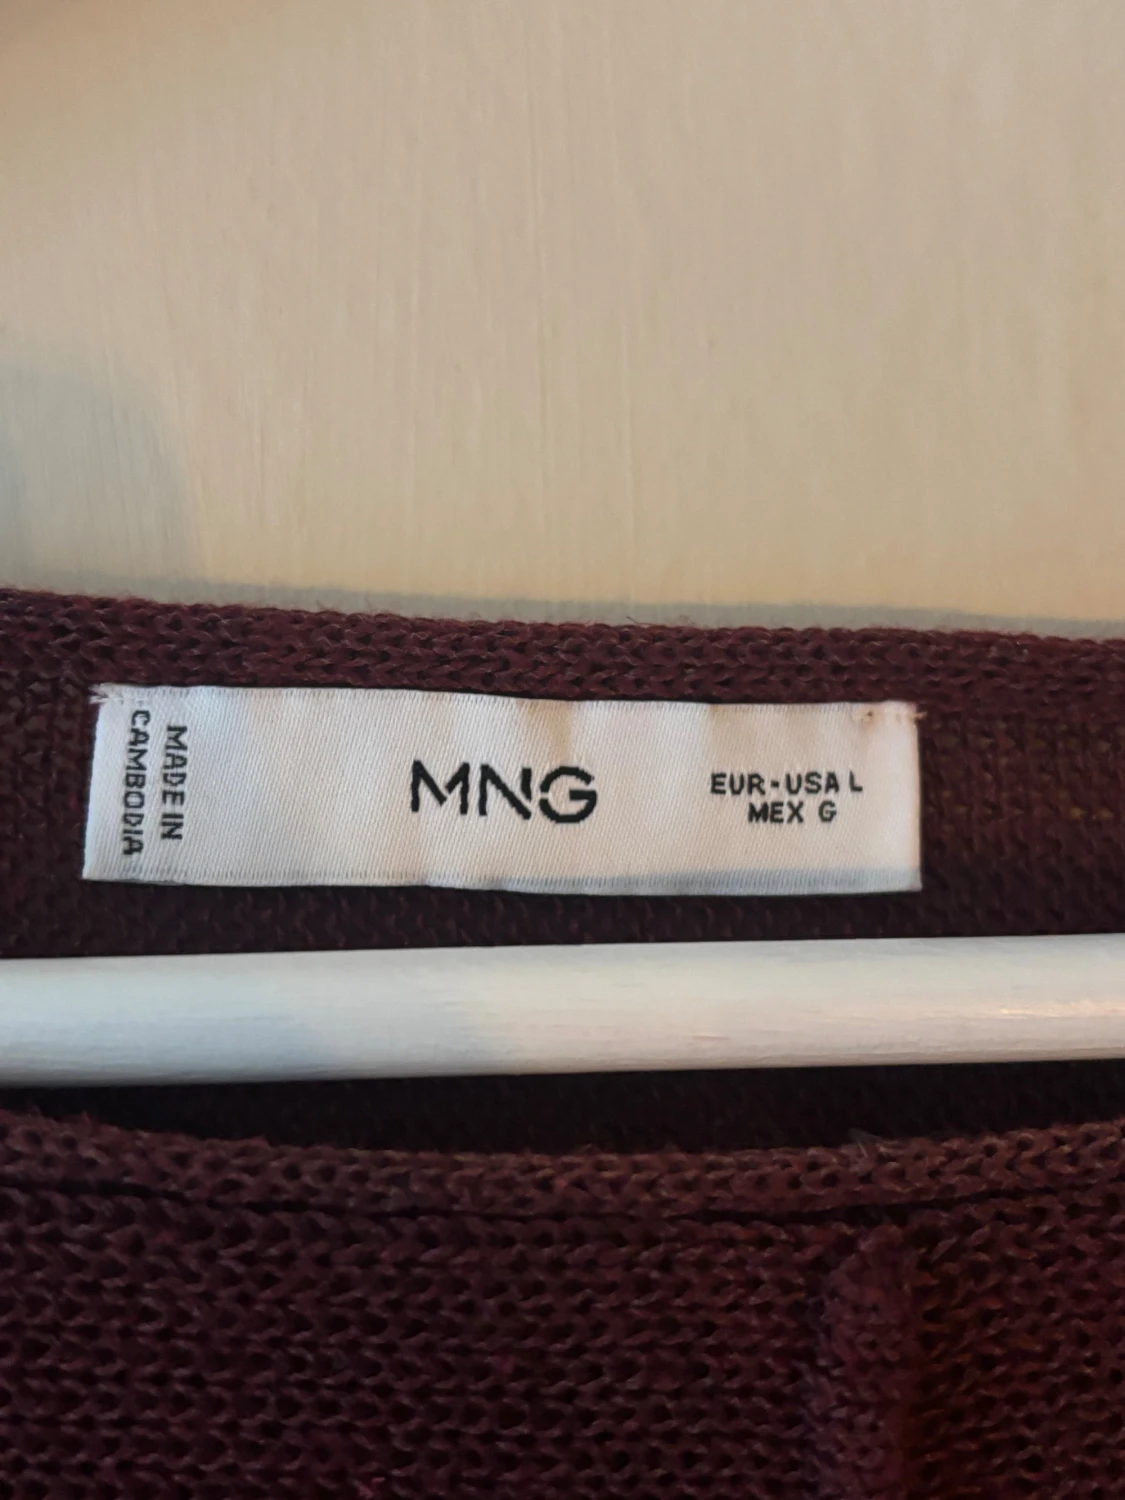 MADE IN
CAMBODIA
MNG
EUR-USA L
MEX G